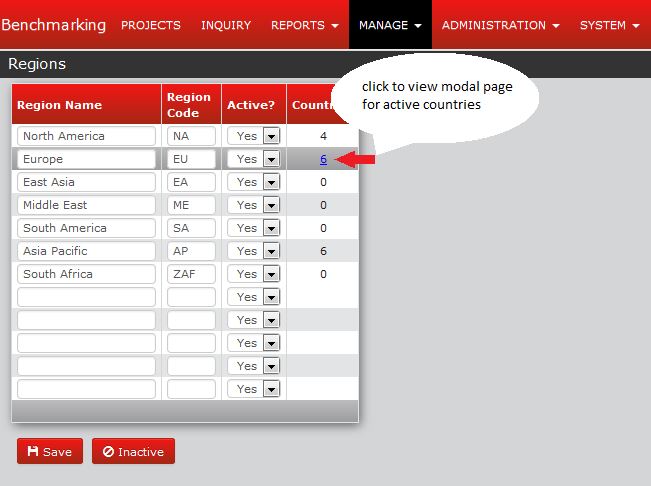 Benchmarking PROJECTS INQUIRY REPORTS MANAGE ADMINISTRATION SYSTEM
Regions
click to view modal page
for active countries
Region Name Region Code Active? Countr
North America NA Yes 4
Europe EU Yes 6
East Asia EA Yes 0
Middle East ME Yes 0
South America SA Yes 0
Asia Pacific AP Yes 6
South Africa ZAF Yes 0
Yes
Yes
Yes
Yes
Yes
Save Inactive